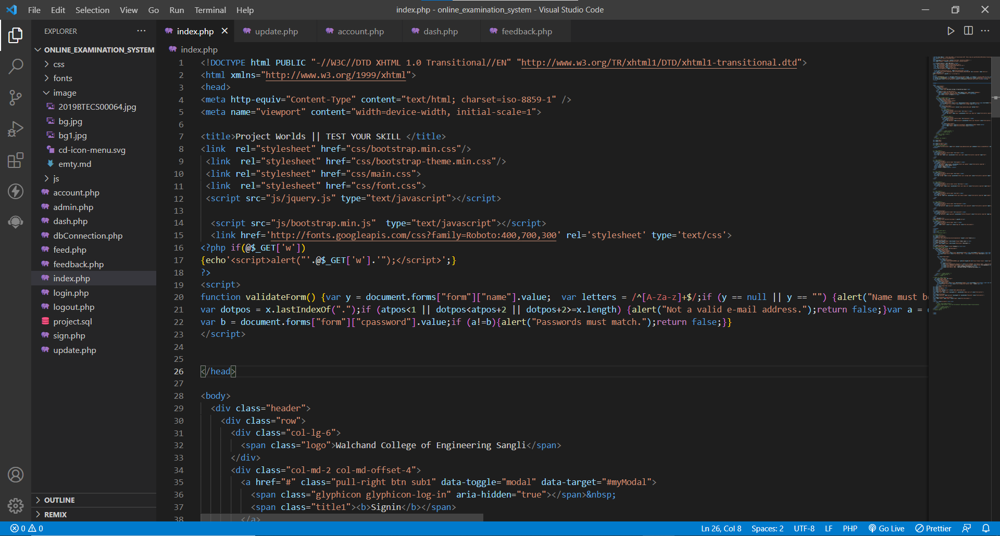 File Edit Selection View Go Run Terminal Help
index.php - online_examination_system - Visual Studio Code
EXPLORER
ONLINE_EXAMINATION_SYSTEM
css
fonts
image
2019BTECS00064.jpg
bg.jpg
bg1.jpg
cd-icon-menu.svg
emty.md
js
account.php
admin.php
dash.php
dbConnection.php
feed.php
feedback.php
index.php
login.php
logout.php
project.sql
sign.php
update.php
OUTLINE
REMIX
index.php update.php account.php dash.php feedback.php
index.php
1 <!DOCTYPE html PUBLIC "-//W3C//DTD XHTML 1.0 Transitional//EN" "http://www.w3.org/TR/xhtml1/DTD/xhtml1-transitional.dtd">
2 <html xmlns="http://www.w3.org/1999/xhtml">
3 <head>
4 <meta http-equiv="Content-Type" content="text/html; charset=iso-8859-1" />
5 <meta name="viewport" content="width=device-width, initial-scale=1">
6
7 <title>Project Worlds || TEST YOUR SKILL </title>
8 <link  rel="stylesheet" href="css/bootstrap.min.css"/>
9  <link  rel="stylesheet" href="css/bootstrap-theme.min.css"/>
10  <link rel="stylesheet" href="css/main.css">
11  <link  rel="stylesheet" href="css/font.css">
12  <script src="js/jquery.js" type="text/javascript"></script>
13
14   <script src="js/bootstrap.min.js"  type="text/javascript"></script>
15   <link href='http://fonts.googleapis.com/css?family=Roboto:400,700,300' rel='stylesheet' type='text/css'>
16 <?php if(@$_GET['w'])
17 {echo'<script>alert("'.@$_GET['w'].'");</script>';}
18 ?>
19 <script>
20 function validateForm() {var y = document.forms["form"]["name"].value;  var letters = /^[A-Za-z]+$/;if (y == null || y == "") {alert("Name must
21 var dotpos = x.lastIndexOf(".");if (atpos<1 || dotpos<atpos+2 || dotpos+2>=x.length) {alert("Not a valid e-mail address.");return false;}var a =
22 var b = document.forms["form"]["cpassword"].value;if (a!=b){alert("Passwords must match.");return false;}}
23 </script>
24
25
26 </head>
27
28 <body>
29   <div class="header">
30     <div class="row">
31       <div class="col-lg-6">
32         <span class="logo">Walchand College of Engineering Sangli</span>
33       </div>
34       <div class="col-md-2 col-md-offset-4">
35         <a href="#" class="pull-right btn sub1" data-toggle="modal" data-target="#myModal">
36           <span class="glyphicon glyphicon-log-in" aria-hidden="true"></span>&nbsp;
37           <span class="title1"><b>Signin</b></span>
38         </a>
0 0 Ln 26, Col 8 Spaces: 2 UTF-8 LF PHP Go Live Prettier